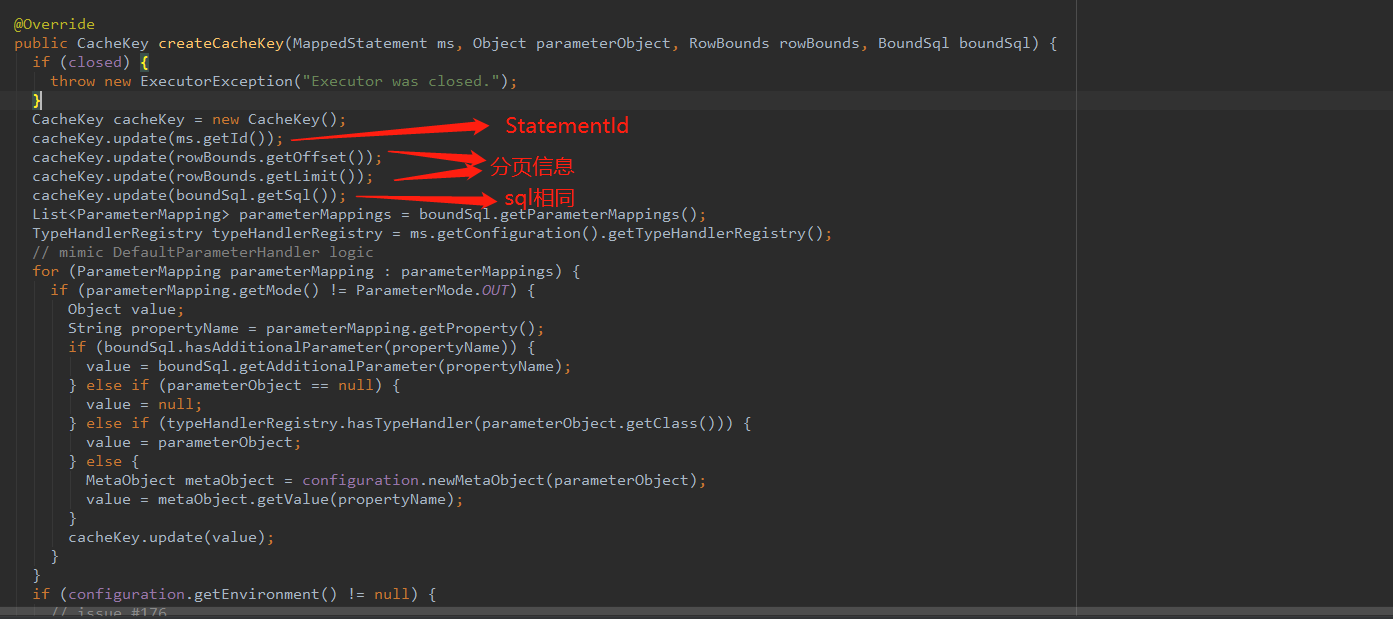 @Override
public CacheKey createCacheKey(MappedStatement ms, Object parameterObject, RowBounds rowBounds, BoundSql boundSql) {
if (closed) {
throw new ExecutorException("Executor was closed.");
}
CacheKey cacheKey = new CacheKey();
cacheKey.update(ms.getId()); StatementId
cacheKey.update(rowBounds.getOffset());
分页信息
cacheKey.update(rowBounds.getLimit());
cacheKey.update(boundSql.getSql()); sql相同
List<ParameterMapping> parameterMappings = boundSql.getParameterMappings();
TypeHandlerRegistry typeHandlerRegistry = ms.getConfiguration().getTypeHandlerRegistry();
// mimic DefaultParameterHandler logic
for (ParameterMapping parameterMapping : parameterMappings) {
if (parameterMapping.getMode() != ParameterMode.OUT) {
Object value;
String propertyName = parameterMapping.getProperty();
if (boundSql.hasAdditionalParameter(propertyName)) {
value = boundSql.getAdditionalParameter(propertyName);
} else if (parameterObject == null) {
value = null;
} else if (typeHandlerRegistry.hasTypeHandler(parameterObject.getClass())) {
value = parameterObject;
} else {
MetaObject metaObject = configuration.newMetaObject(parameterObject);
value = metaObject.getValue(propertyName);
}
cacheKey.update(value);
}
}
if (configuration.getEnvironment() != null) {
// issue #176